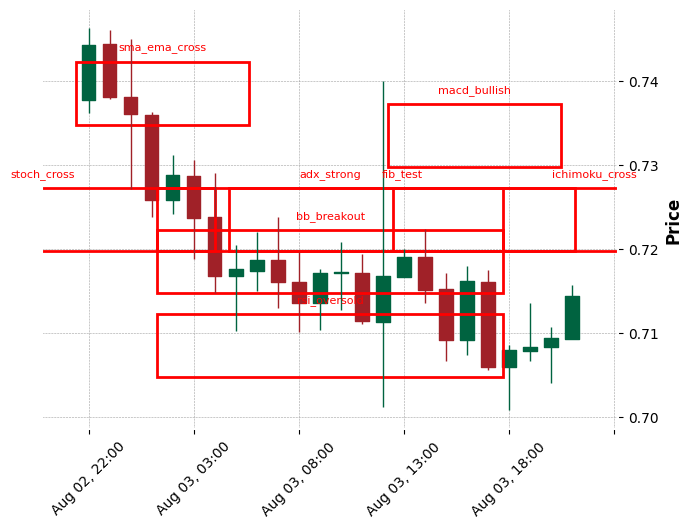 sma_ema_cross
0.74
macd_bullish
0.73
stoch_cross
adx_strong
fib_test
ichimoku_cross
Price
bb_breakout
0.72
0.71
0.70
Aug 02, 22:00
Aug 03, 03:00
Aug 03, 08:00
Aug 03, 13:00
Aug 03, 18:00